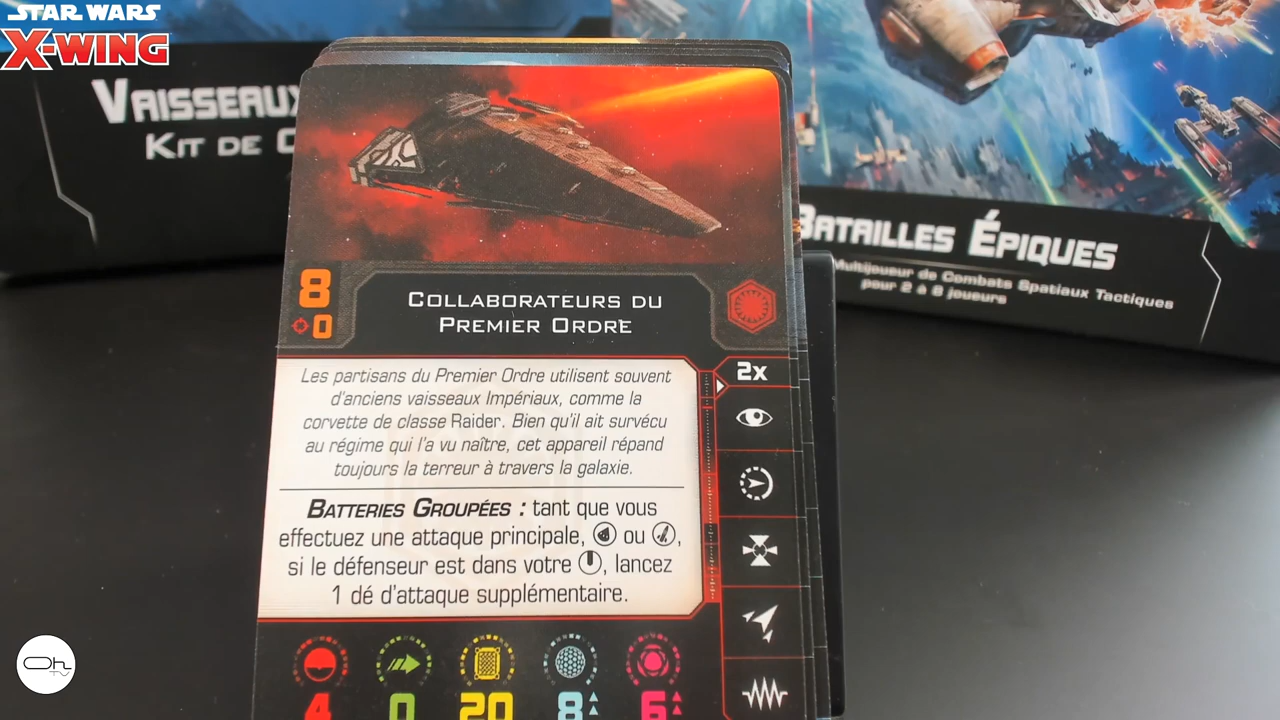 STAR WARS
X-WING
VAISSEAUX
KIT DE C
BATAILLES ÉPIQUES
Multijoueur de Combats Spatiaux Tactiques
pour 2 à 8 joueurs
8
0
COLLABORATEURS DU
PREMIER ORDRE
2x
Les partisans du Premier Ordre utilisent souvent
d'anciens vaisseaux Impériaux, comme la
corvette de classe Raider. Bien qu'il ait survécu
au régime qui l'a vu naître, cet appareil répand
toujours la terreur à travers la galaxie.
BATTERIES GROUPÉES : tant que vous
effectuez une attaque principale, ou ,
si le défenseur est dans votre , lancez
1 dé d'attaque supplémentaire.
4 0 20 8 6
Oh